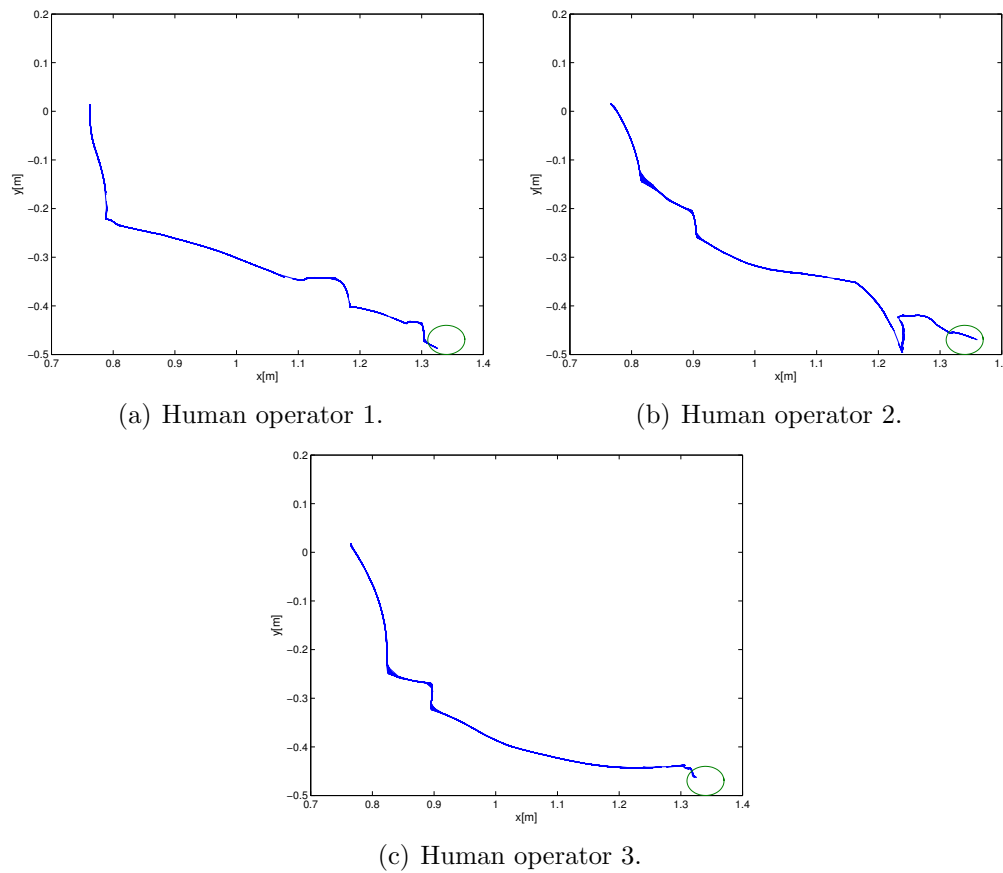 0.2
0.1
0
−0.1
−0.2
−0.3
−0.4
−0.5
y[m]
0.7 0.8 0.9 1 1.1 1.2 1.3 1.4
x[m]
(a) Human operator 1.
0.2
0.1
0
−0.1
−0.2
−0.3
−0.4
−0.5
y[m]
0.7 0.8 0.9 1 1.1 1.2 1.3 1.
x[m]
(b) Human operator 2.
0.2
0.1
0
−0.1
−0.2
−0.3
−0.4
−0.5
y[m]
0.7 0.8 0.9 1 1.1 1.2 1.3 1.4
x[m]
(c) Human operator 3.